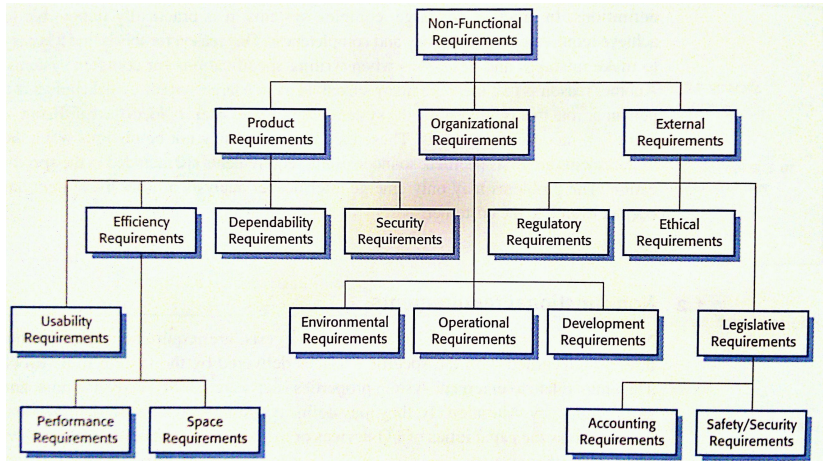 Non-Functional
Requirements
Product
Requirements
Organizational
Requirements
External
Requirements
Efficiency
Requirements
Dependability
Requirements
Security
Requirements
Regulatory
Requirements
Ethical
Requirements
Usability
Requirements
Environmental
Requirements
Operational
Requirements
Development
Requirements
Legislative
Requirements
Performance
Requirements
Space
Requirements
Accounting
Requirements
Safety/Security
Requirements